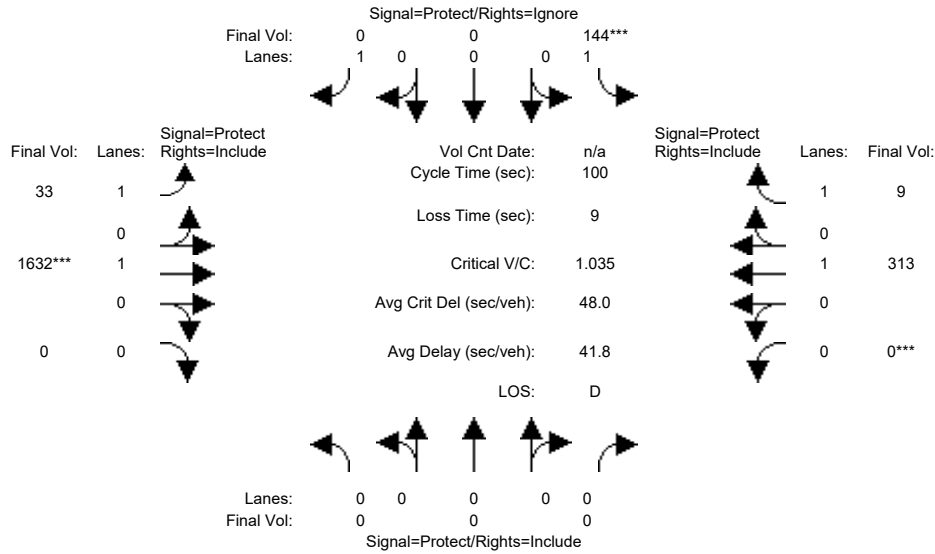 Signal=Protect/Rights=Ignore
Final Vol: 0 0 144***
Lanes: 1 0 0 0 1
Signal=Protect
Final Vol: Lanes: Rights=Include
Vol Cnt Date: n/a
Signal=Protect
Rights=Include Lanes: Final Vol:
Cycle Time (sec): 100
33 1
1 9
Loss Time (sec): 9
0
0
1632*** 1
Critical V/C: 1.035
1 313
0
Avg Crit Del (sec/veh): 48.0
0
0 0
Avg Delay (sec/veh): 41.8
0 0***
LOS: D
Lanes: 0 0 0 0 0
Final Vol: 0 0 0
Signal=Protect/Rights=Include